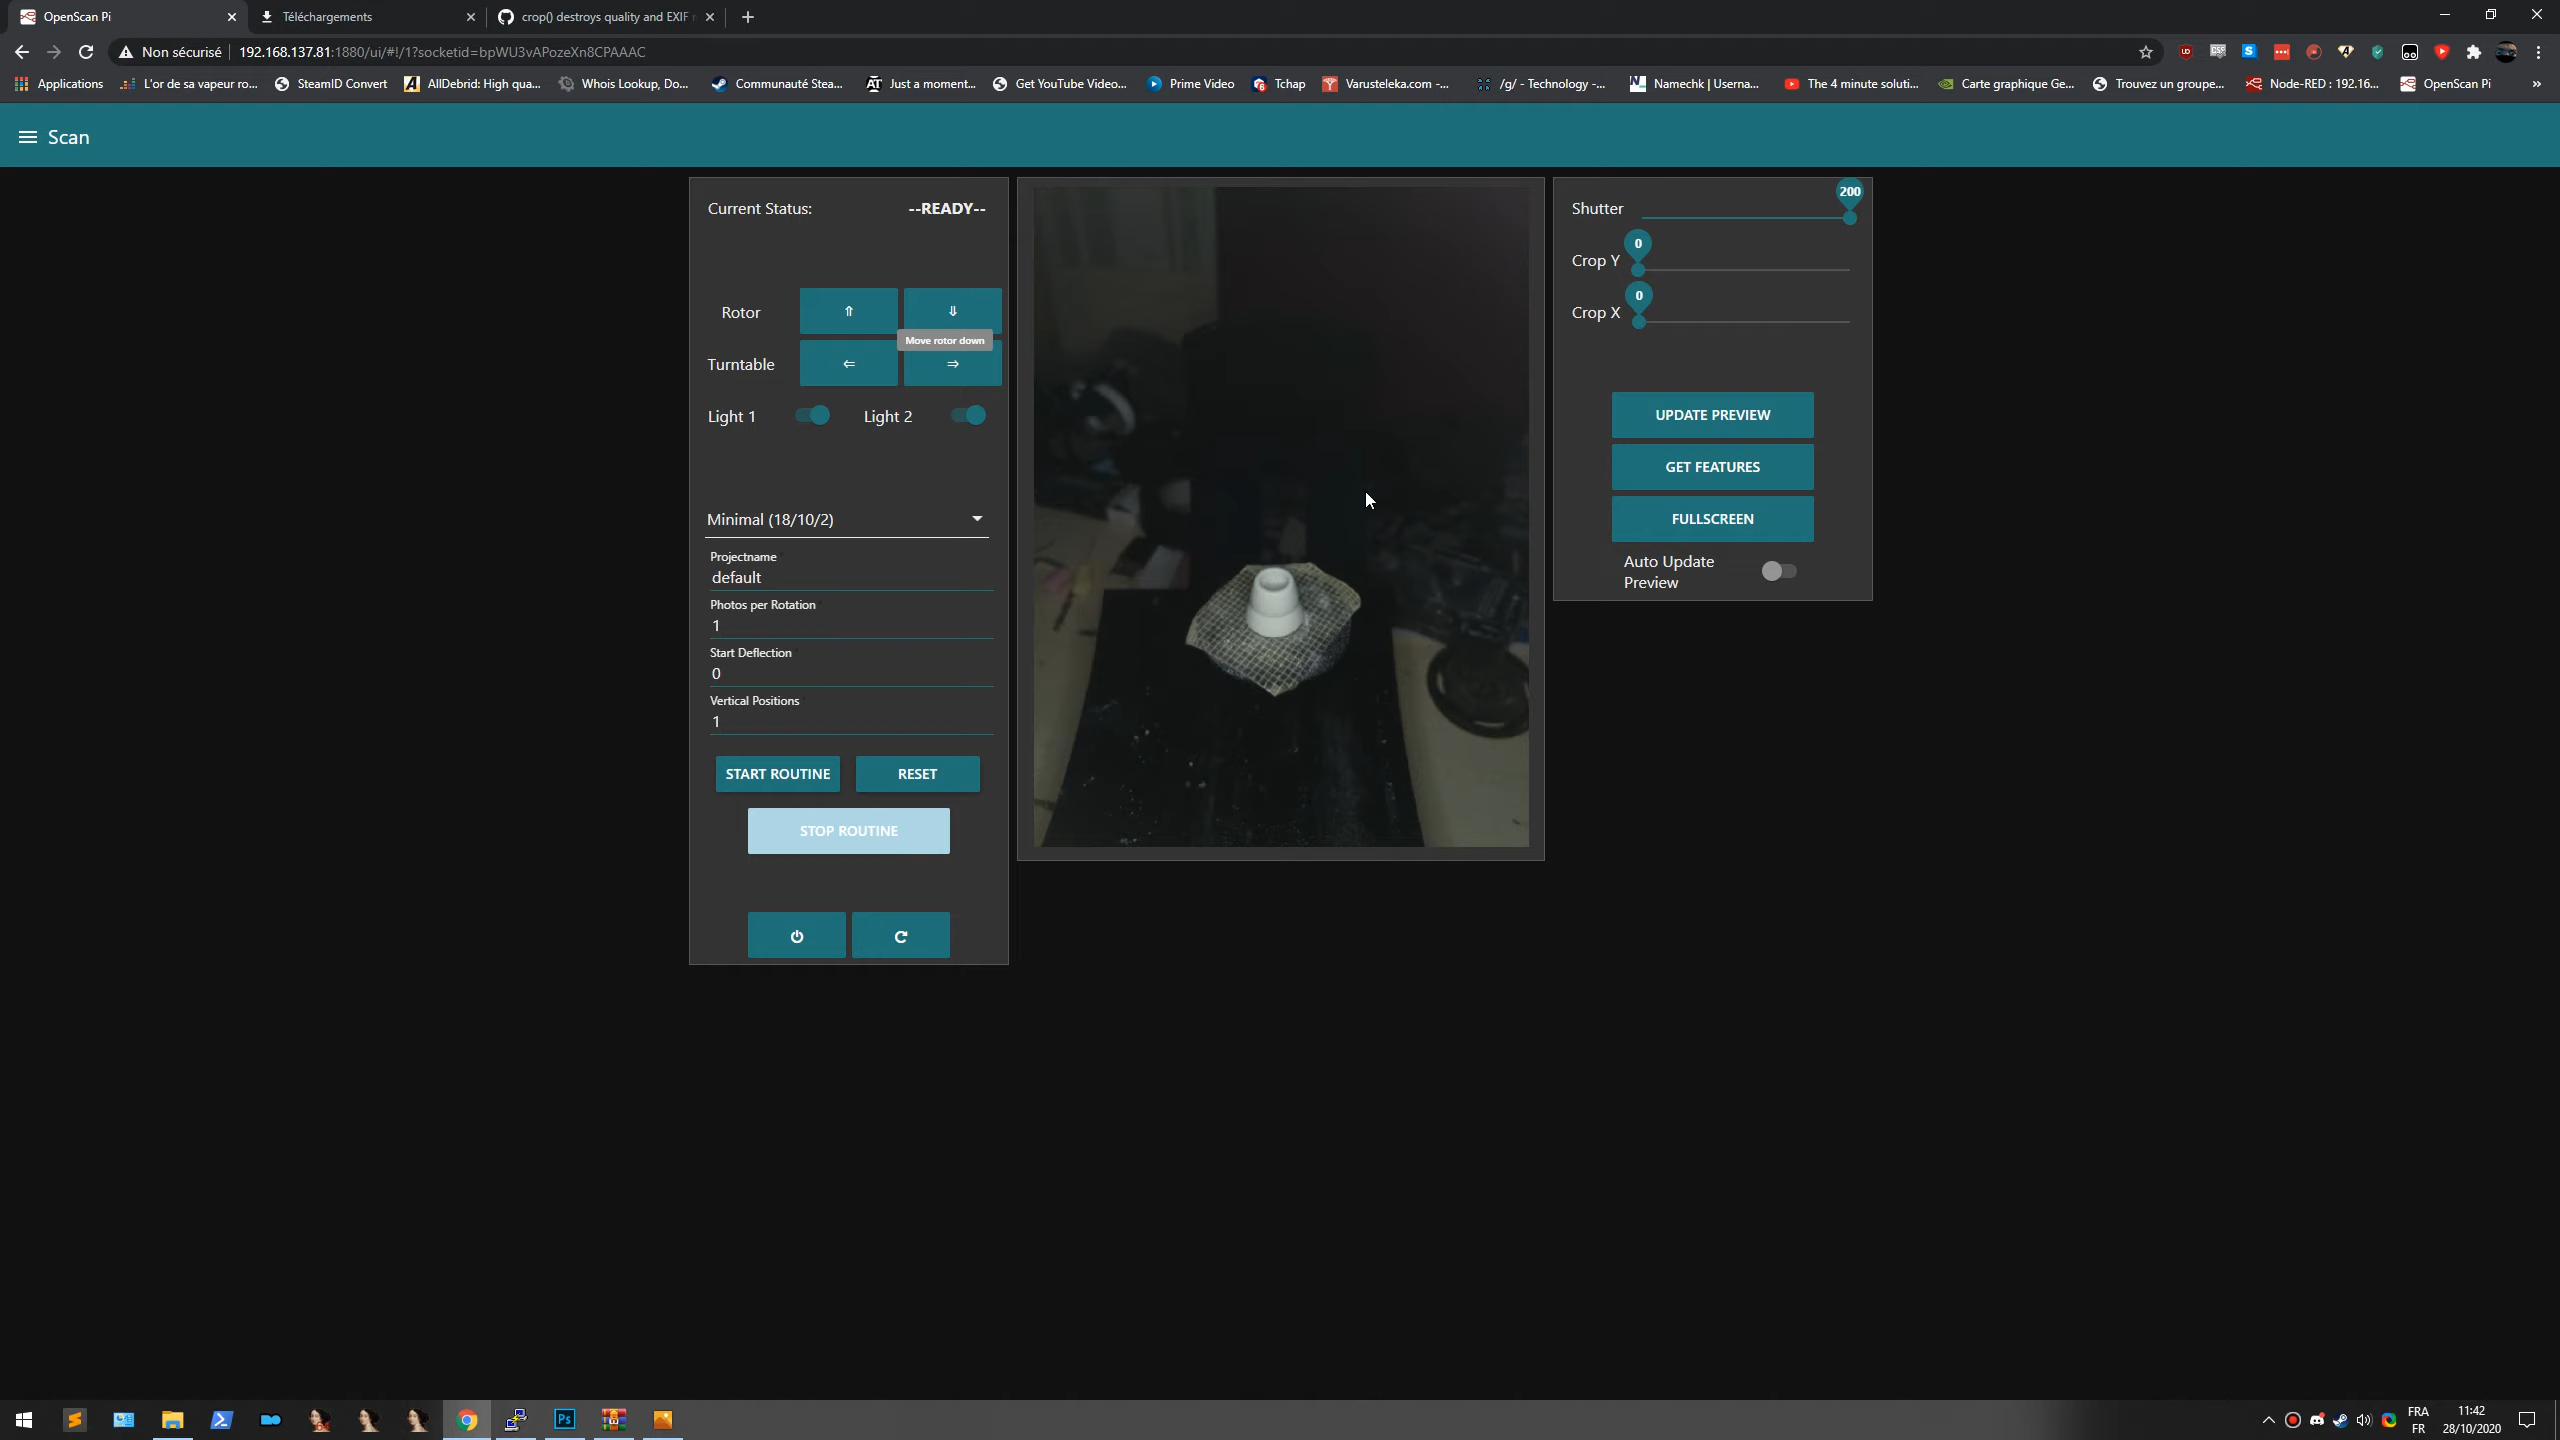 OpenScan Pi
Téléchargements
crop() destroys quality and EXIF
Non sécurisé
192.168.137.81:1880/ui/#!/1?socketid=bpWU3vAPozeXn8CPAAAC
Applications
L'or de sa vapeur ro...
SteamID Convert
AllDebrid: High qua...
Whois Lookup, Do...
Communauté Stea...
Just a moment...
Get YouTube Video...
Prime Video
Tchap
Varusteleka.com -...
/g/ - Technology -...
Namechk | Userna...
The 4 minute soluti...
Carte graphique Ge...
Trouvez un groupe...
Node-RED : 192.16...
OpenScan Pi
»
Scan
Current Status: --READY--
Rotor ⇑ ⇓
Move rotor down
Turntable ⇐ ⇒
Light 1 Light 2
Minimal (18/10/2)
Projectname
default
Photos per Rotation
1
Start Deflection
0
Vertical Positions
1
START ROUTINE RESET
STOP ROUTINE
200
Shutter
0
Crop Y
0
Crop X
UPDATE PREVIEW
GET FEATURES
FULLSCREEN
Auto Update
Preview
Ps
FRA
FR
11:42
28/10/2020